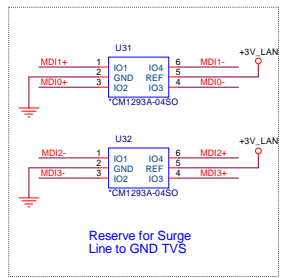 U31
+3V_LAN
MDI1+ 1 IO1 IO4 6 MDI1-
2 GND REF 5
MDI0+ 3 IO2 IO3 4 MDI0-
*CM1293A-04SO
U32
+3V_LAN
MDI2- 1 IO1 IO4 6 MDI2+
2 GND REF 5
MDI3- 3 IO2 IO3 4 MDI3+
*CM1293A-04SO
Reserve for Surge
Line to GND TVS